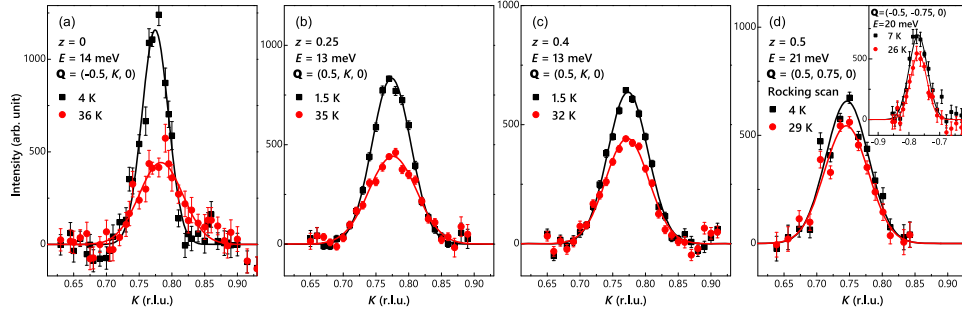 (a)
z = 0
E = 14 meV
Q = (-0.5, K, 0)
4 K
36 K
Intensity (arb. unit)
1000
500
0
0.65 0.70 0.75 0.80 0.85 0.90
K (r.l.u.)
(b)
z = 0.25
E = 13 meV
Q = (0.5, K, 0)
1.5 K
35 K
1000
500
0
0.65 0.70 0.75 0.80 0.85 0.90
K (r.l.u.)
(c)
z = 0.4
E = 13 meV
Q = (0.5, K, 0)
1.5 K
32 K
1000
500
0
0.65 0.70 0.75 0.80 0.85 0.90
K (r.l.u.)
(d)
z = 0.5
E = 21 meV
Q = (0.5, 0.75, 0)
Rocking scan
4 K
29 K
1000
500
0
0.65 0.70 0.75 0.80 0.85 0.90
K (r.l.u.)
Q=(-0.5, -0.75, 0)
E=20 meV
7 K
26 K
500
0
-0.9 -0.8 -0.7